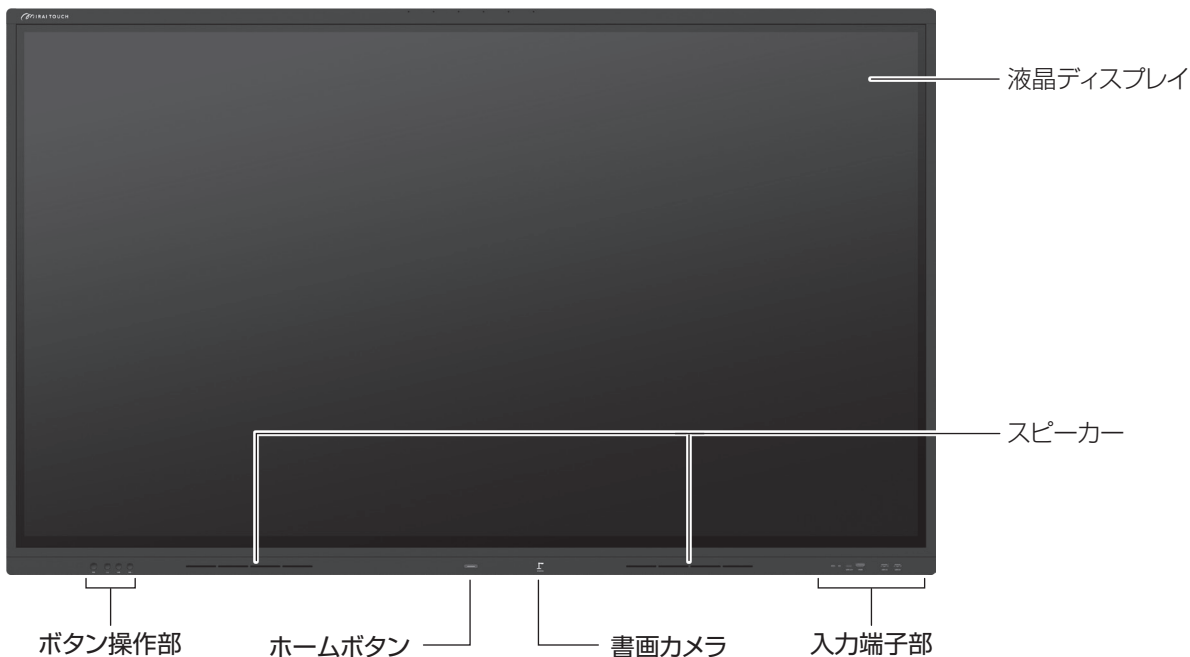 MIRAI TOUCH
液晶ディスプレイ
スピーカー
ボタン操作部
ホームボタン
書画カメラ
入力端子部